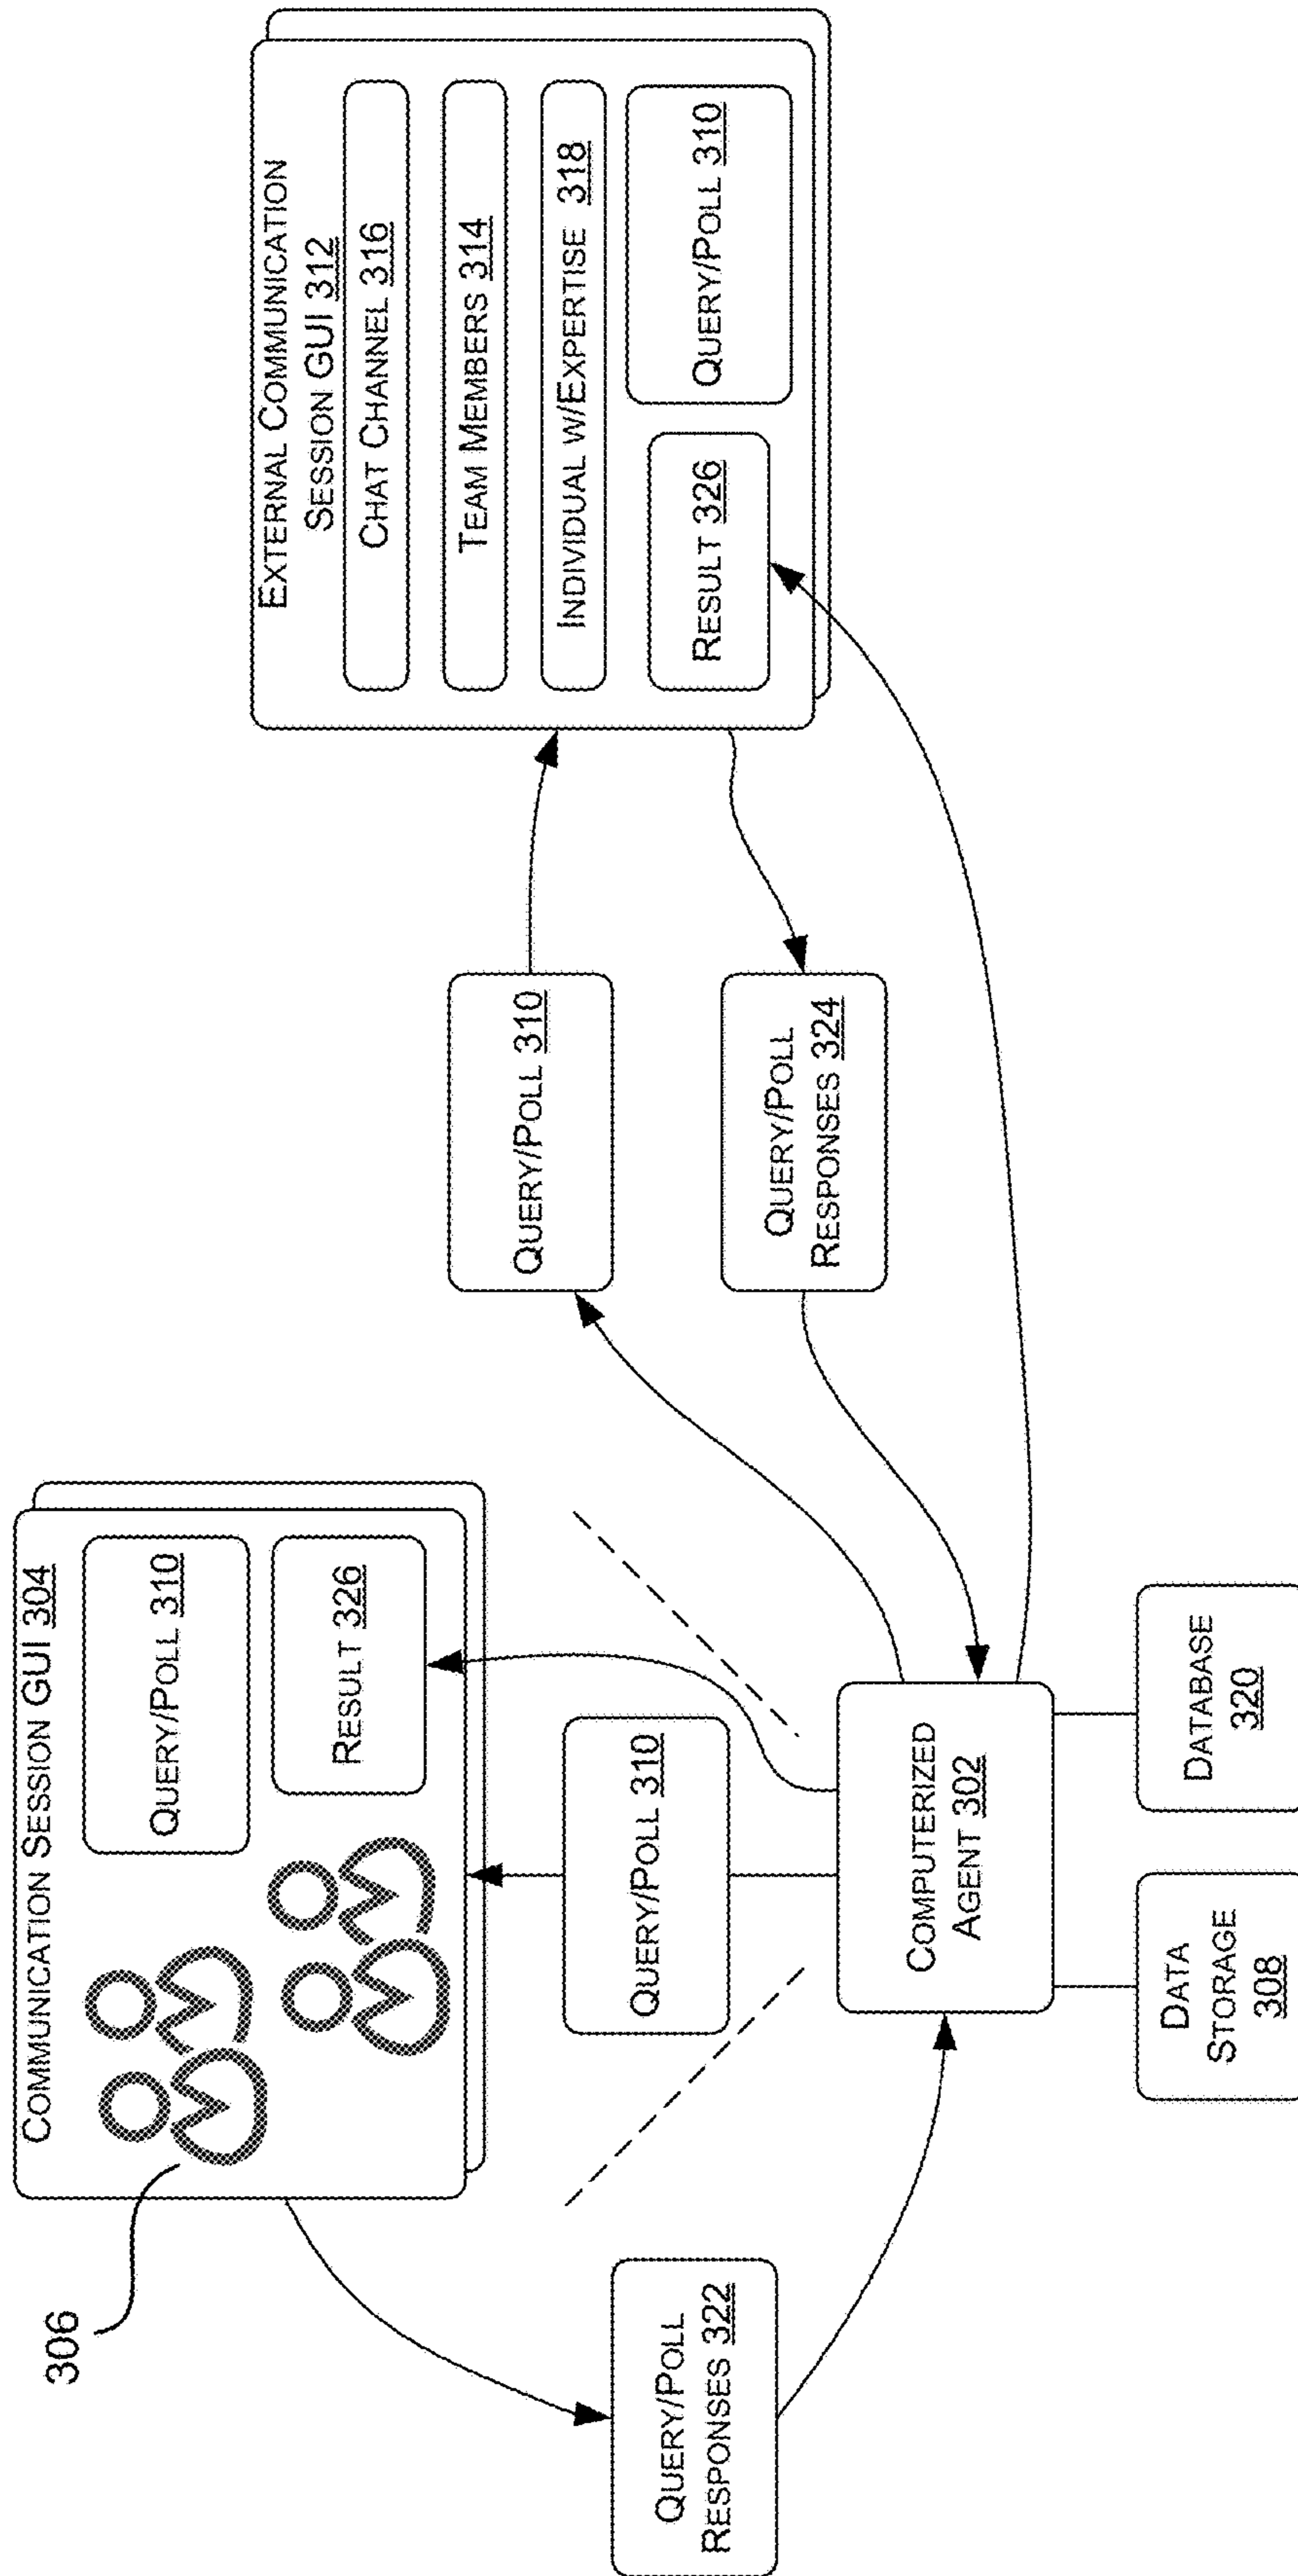 306
COMMUNICATION SESSION GUI 304
QUERY/POLL 310
RESULT 326
QUERY/POLL
RESPONSES 322
QUERY/POLL 310
COMPUTERIZED
AGENT 302
DATA
STORAGE
308
DATABASE
320
QUERY/POLL 310
QUERY/POLL
RESPONSES 324
EXTERNAL COMMUNICATION
SESSION GUI 312
CHAT CHANNEL 316
TEAM MEMBERS 314
INDIVIDUAL W/EXPERTISE 318
RESULT 326
QUERY/POLL 310